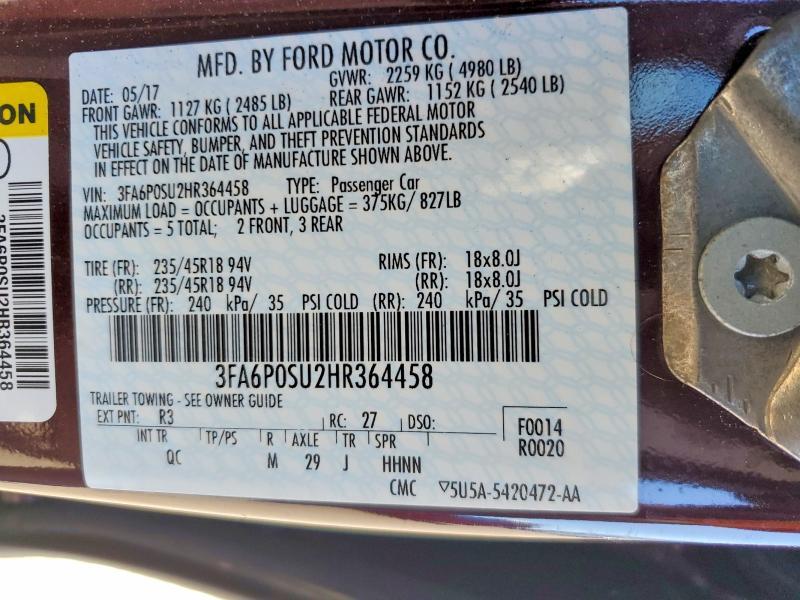 MFD. BY FORD MOTOR CO.
DATE: 05/17 GVWR: 2259 KG ( 4980 LB)
FRONT GAWR: 1127 KG ( 2485 LB) REAR GAWR: 1152 KG ( 2540 LB)
THIS VEHICLE CONFORMS TO ALL APPLICABLE FEDERAL MOTOR
VEHICLE SAFETY, BUMPER, AND THEFT PREVENTION STANDARDS
IN EFFECT ON THE DATE OF MANUFACTURE SHOWN ABOVE.
VIN: 3FA6P0SU2HR364458 TYPE: Passenger Car
MAXIMUM LOAD = OCCUPANTS + LUGGAGE = 375KG/ 827LB
OCCUPANTS = 5 TOTAL; 2 FRONT, 3 REAR
TIRE (FR): 235/45R18 94V RIMS (FR): 18x8.0J
(RR): 235/45R18 94V (RR): 18x8.0J
PRESSURE (FR): 240 kPa/ 35 PSI COLD (RR): 240 kPa/ 35 PSI COLD
3FA6P0SU2HR364458
TRAILER TOWING - SEE OWNER GUIDE
EXT PNT: R3 RC: 27 DSO: F0014
R0020
INT TR TP/PS R AXLE TR SPR
QC M 29 J HHNN
CMC ▽5U5A-5420472-AA
ON
3FA6P0SU2HR364458